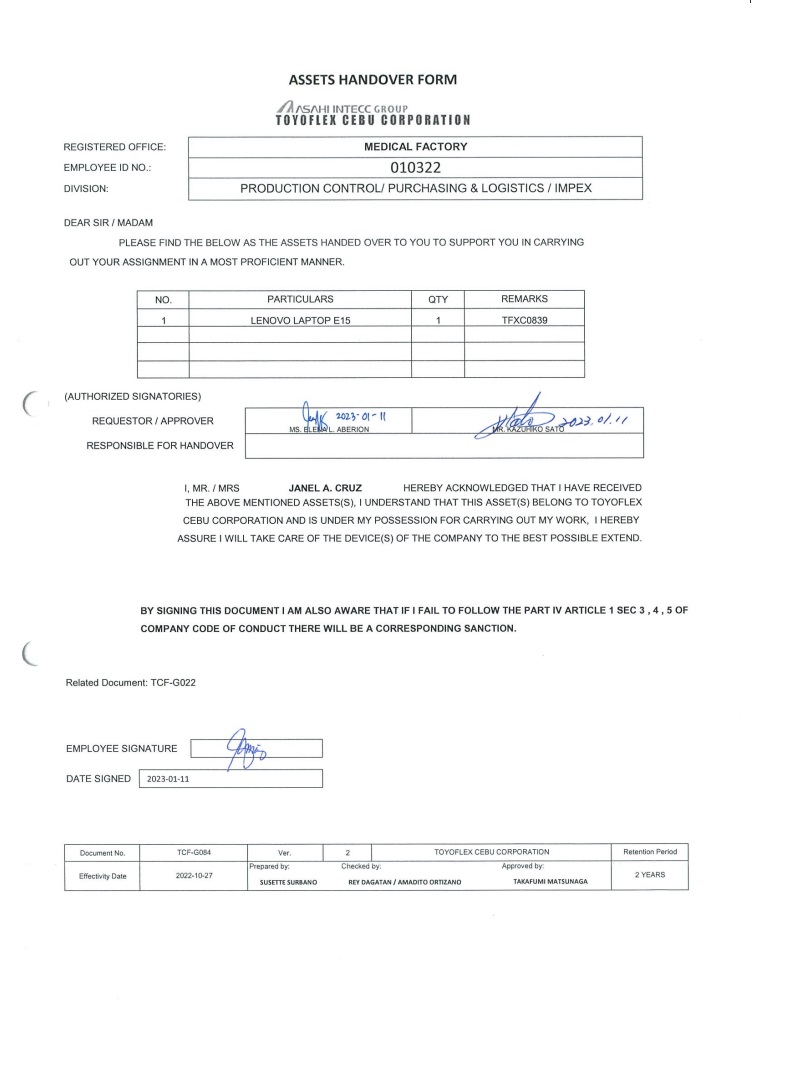 ASSETS HANDOVER FORM
ASAHI INTECC GROUP
TOYOFLEX CEBU CORPORATION
REGISTERED OFFICE: MEDICAL FACTORY
EMPLOYEE ID NO.: 010322
DIVISION: PRODUCTION CONTROL/ PURCHASING & LOGISTICS / IMPEX
DEAR SIR / MADAM
PLEASE FIND THE BELOW AS THE ASSETS HANDED OVER TO YOU TO SUPPORT YOU IN CARRYING
OUT YOUR ASSIGNMENT IN A MOST PROFICIENT MANNER.
NO. PARTICULARS QTY REMARKS
1 LENOVO LAPTOP E15 1 TFXC0839
(AUTHORIZED SIGNATORIES)
2023-01-11 2023.01.11
REQUESTOR / APPROVER
MS. ELENA L. ABERION MR. KAZUHIKO SATO
RESPONSIBLE FOR HANDOVER
I, MR. / MRS JANEL A. CRUZ HEREBY ACKNOWLEDGED THAT I HAVE RECEIVED
THE ABOVE MENTIONED ASSETS(S), I UNDERSTAND THAT THIS ASSET(S) BELONG TO TOYOFLEX
CEBU CORPORATION AND IS UNDER MY POSSESSION FOR CARRYING OUT MY WORK, I HEREBY
ASSURE I WILL TAKE CARE OF THE DEVICE(S) OF THE COMPANY TO THE BEST POSSIBLE EXTEND.
BY SIGNING THIS DOCUMENT I AM ALSO AWARE THAT IF I FAIL TO FOLLOW THE PART IV ARTICLE 1 SEC 3 , 4 , 5 OF
COMPANY CODE OF CONDUCT THERE WILL BE A CORRESPONDING SANCTION.
Related Document: TCF-G022
EMPLOYEE SIGNATURE
DATE SIGNED 2023-01-11
Document No. TCF-G084 Ver. 2 TOYOFLEX CEBU CORPORATION Retention Period
Effectivity Date 2022-10-27 Prepared by: Checked by: Approved by: 2 YEARS
SUSETTE SURBANO REY DAGATAN / AMADITO ORTIZANO TAKAFUMI MATSUNAGA